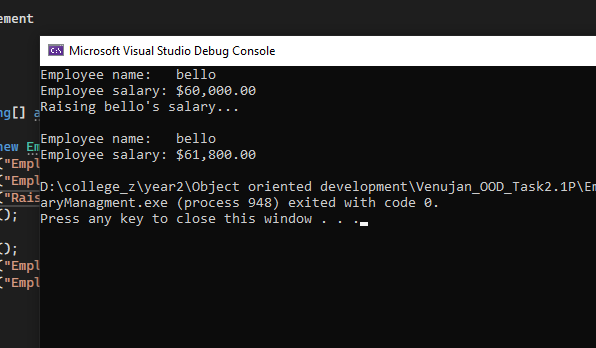 ement
Microsoft Visual Studio Debug Console
Employee name:   bello
Employee salary: $60,000.00
Raising bello's salary...
ng[] a
Employee name:   bello
new Em
Employee salary: $61,800.00
("Empl
("Empl
D:\college_z\year2\Object oriented development\Venujan_OOD_Task2.1P\Em
("Rais
aryManagment.exe (process 948) exited with code 0.
();
Press any key to close this window . . .
();
("Empl
("Empl